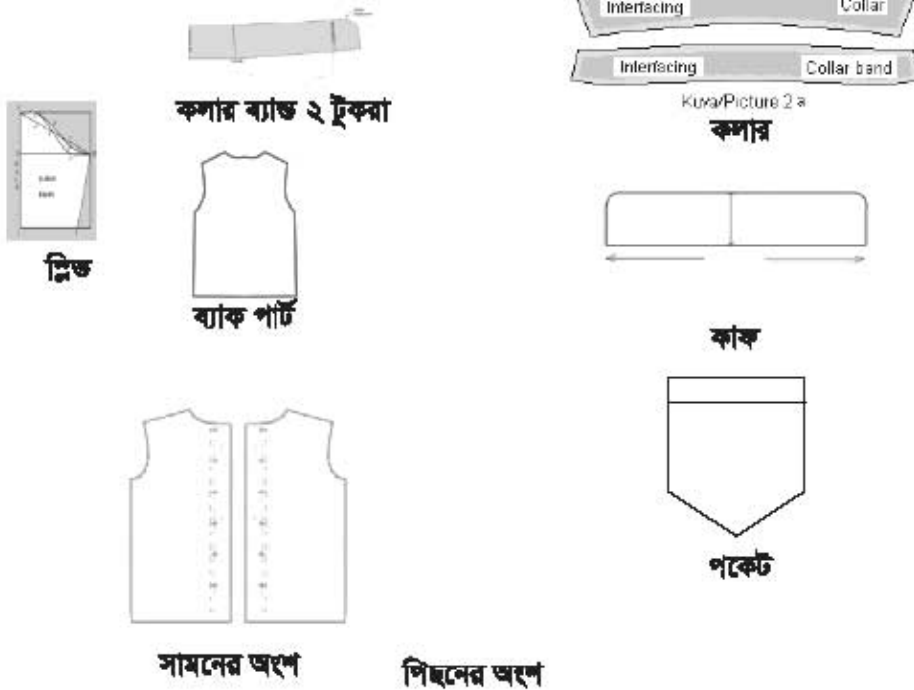 Interfacing Collar
Interfacing Collar band
Kuva/Picture 2 a
কলার ব্যান্ড ২ টুকরা
কলার
স্লিভ
ব্যাক পার্ট
কাফ
পকেট
সামনের অংশ
পিছনের অংশ